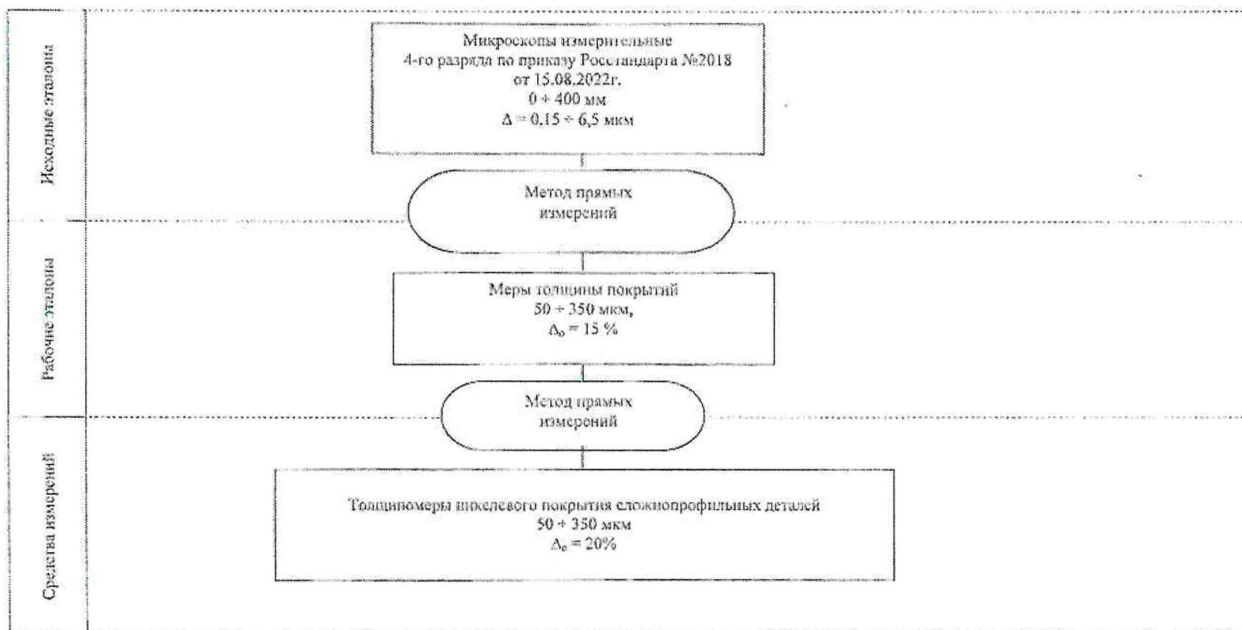 Исходные эталоны
Микроскопы измерительные
4-го разряда по приказу Росстандарта №2018
от 15.08.2022г.
0 ÷ 400 мм
Δ = 0,15 ÷ 6,5 мкм
Метод прямых
измерений
Рабочие эталоны
Меры толщины покрытий
50 ÷ 350 мкм,
Δₒ = 15 %
Метод прямых
измерений
Средства измерений
Толщиномеры никелевого покрытия сложнопрофильных деталей
50 ÷ 350 мкм
Δₒ = 20%